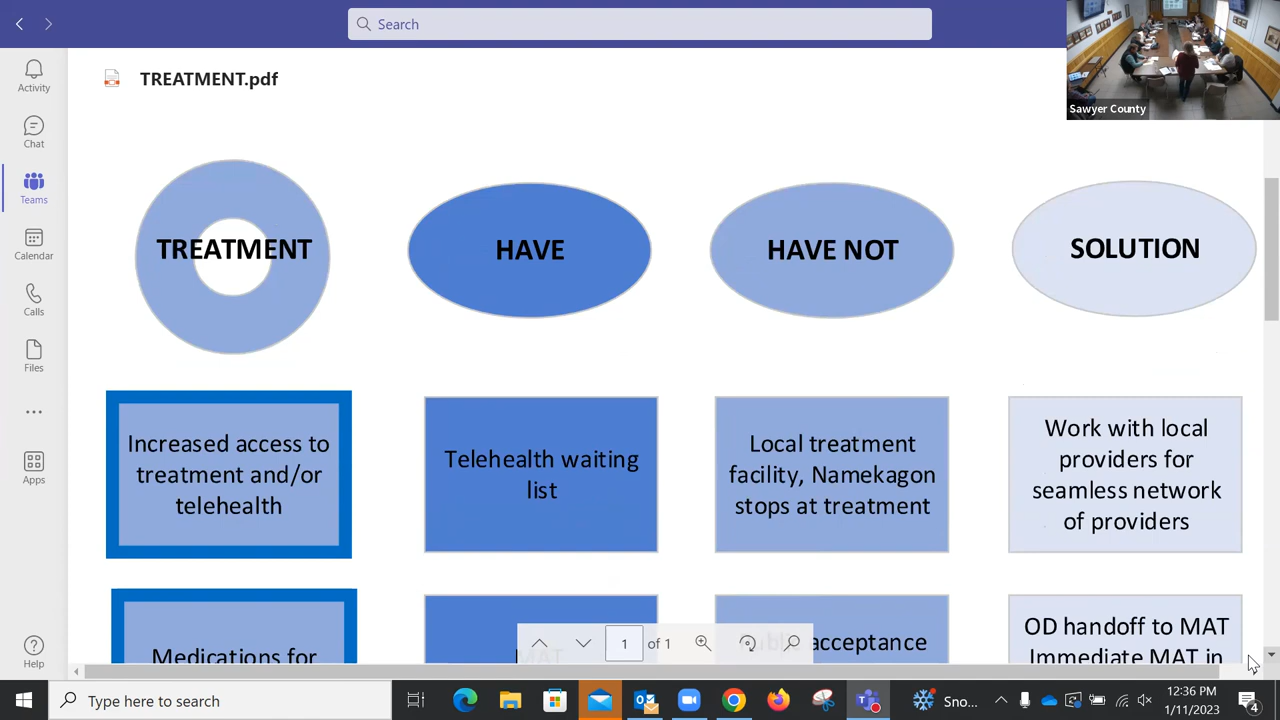 Search
Sawyer County
TREATMENT.pdf
Activity
Chat
Teams
Calendar
Calls
Files
Apps
Help
TREATMENT
HAVE
HAVE NOT
SOLUTION
Increased access to
treatment and/or
telehealth
Telehealth waiting
list
Local treatment
facility, Namekagon
stops at treatment
Work with local
providers for
seamless network
of providers
Medications for
MAT
acceptance
OD handoff to MAT
Immediate MAT in
1 of 1
Type here to search
Sno...
12:36 PM
1/11/2023
4